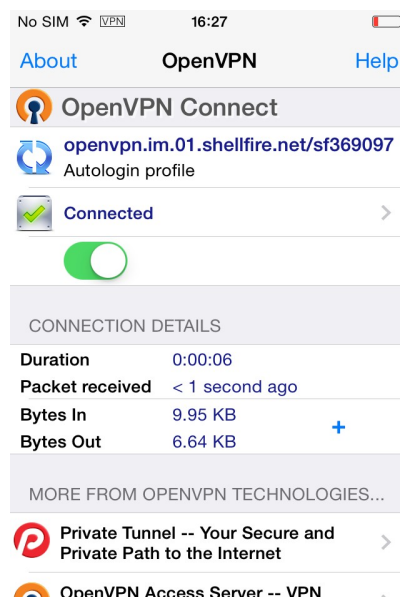 No SIM VPN 16:27
About OpenVPN Help
OpenVPN Connect
openvpn.im.01.shellfire.net/sf369097
Autologin profile
Connected
CONNECTION DETAILS
Duration 0:00:06
Packet received < 1 second ago
Bytes In 9.95 KB
+
Bytes Out 6.64 KB
MORE FROM OPENVPN TECHNOLOGIES...
Private Tunnel -- Your Secure and
Private Path to the Internet
OpenVPN Access Server -- VPN